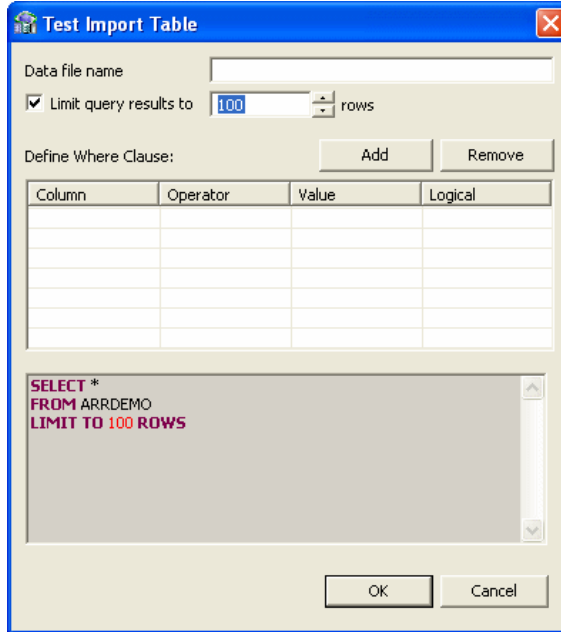 Test Import Table
Data file name
Limit query results to 100 rows
Define Where Clause: Add Remove
Column Operator Value Logical
SELECT *
FROM ARRDEMO
LIMIT TO 100 ROWS
OK Cancel